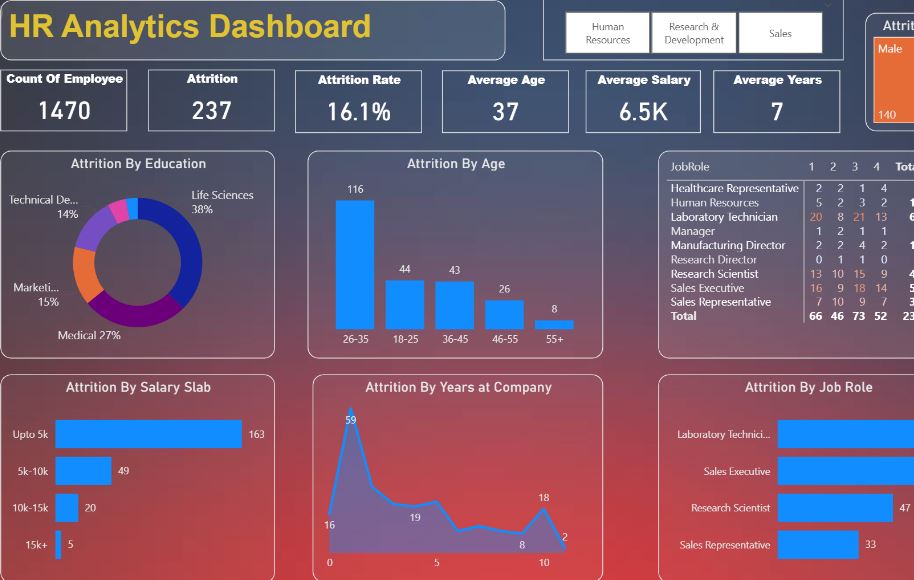 HR Analytics Dashboard
Human
Resources
Research &
Development
Sales
Attrit
Male
140
Count Of Employee
1470
Attrition
237
Attrition Rate
16.1%
Average Age
37
Average Salary
6.5K
Average Years
7
Attrition By Education
Life Sciences
38%
Technical De...
14%
Marketi...
15%
Medical 27%
Attrition By Age
116
44
43
26
8
26-35 18-25 36-45 46-55 55+
JobRole 1 2 3 4 Tota
Healthcare Representative 2 2 1 4
Human Resources 5 2 3 2 1
Laboratory Technician 20 8 21 13 6
Manager 1 2 1 1
Manufacturing Director 2 2 4 2 1
Research Director 0 1 1 0
Research Scientist 13 10 15 9 4
Sales Executive 16 9 18 14 5
Sales Representative 7 10 9 7 3
Total 66 46 73 52 23
Attrition By Salary Slab
Upto 5k 163
5k-10k 49
10k-15k 20
15k+ 5
Attrition By Years at Company
59
16
19
18
8
2
0 5 10
Attrition By Job Role
Laboratory Technici...
Sales Executive
Research Scientist 47
Sales Representative 33